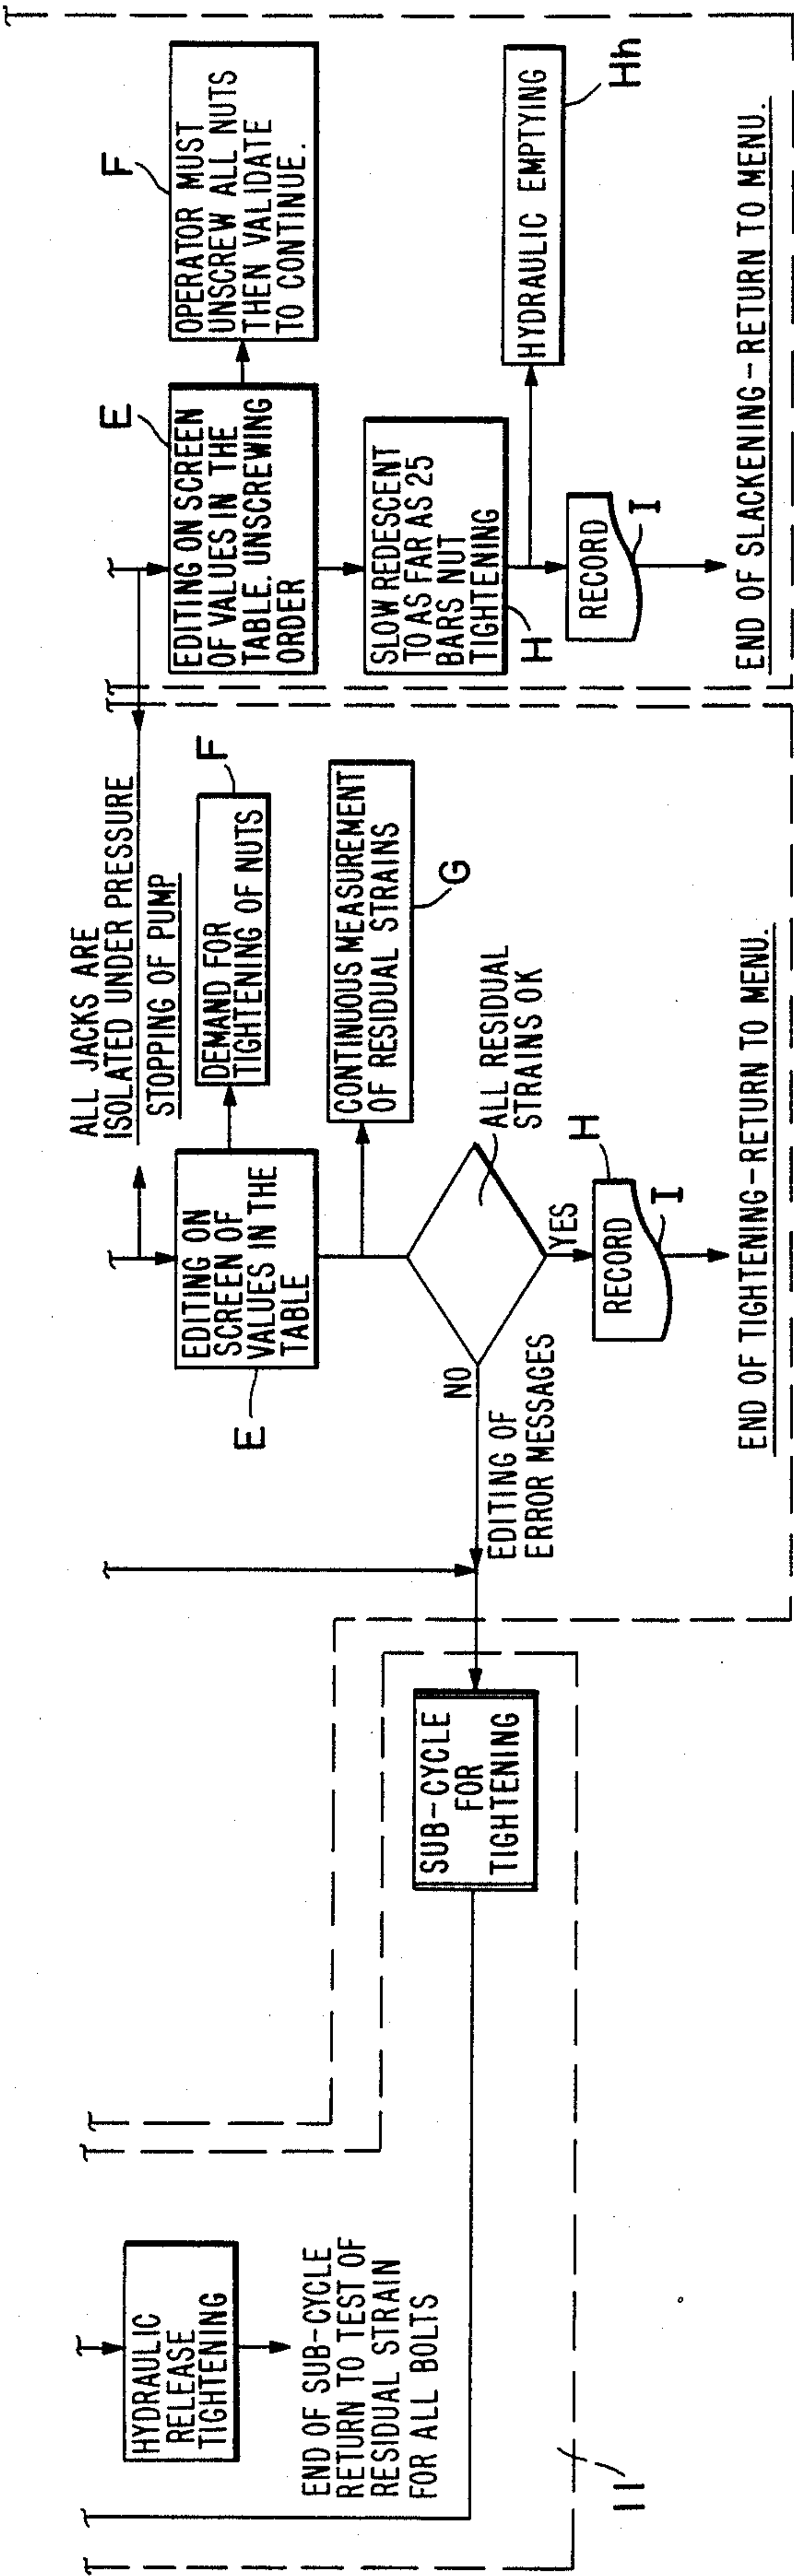 HYDRAULIC
RELEASE
TIGHTENING
END OF SUB-CYCLE
RETURN TO TEST OF
RESIDUAL STRAIN
FOR ALL BOLTS
11
SUB-CYCLE
FOR
TIGHTENING
ALL JACKS ARE
ISOLATED UNDER PRESSURE
STOPPING OF PUMP
E
EDITING ON
SCREEN OF
VALUES IN THE
TABLE
F
DEMAND FOR
TIGHTENING OF NUTS
CONTINUOUS MEASUREMENT
OF RESIDUAL STRAINS
G
NO
EDITING OF
ERROR MESSAGES
ALL RESIDUAL
STRAINS OK
YES
H
RECORD
I
END OF TIGHTENING-RETURN TO MENU.
E
EDITING ON SCREEN
OF VALUES IN THE
TABLE. UNSCREWING
ORDER
F
OPERATOR MUST
UNSCREW ALL NUTS
THEN VALIDATE
TO CONTINUE.
SLOW REDESCENT
TO AS FAR AS 25
BARS NUT
TIGHTENING
H
HYDRAULIC EMPTYING
Hh
RECORD
I
END OF SLACKENING-RETURN TO MENU.